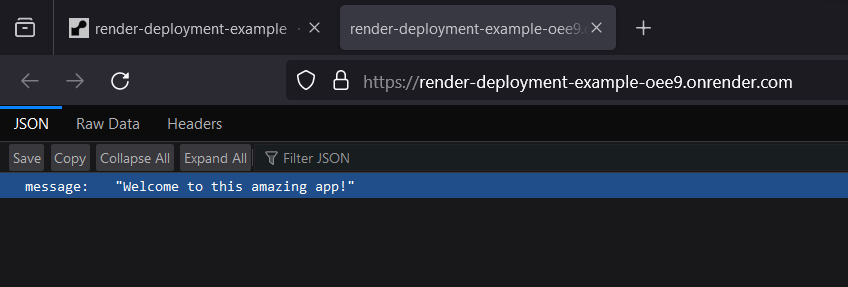 render-deployment-example
render-deployment-example-oee9.
https://render-deployment-example-oee9.onrender.com
JSON Raw Data Headers
Save Copy Collapse All Expand All Filter JSON
message: "Welcome to this amazing app!"